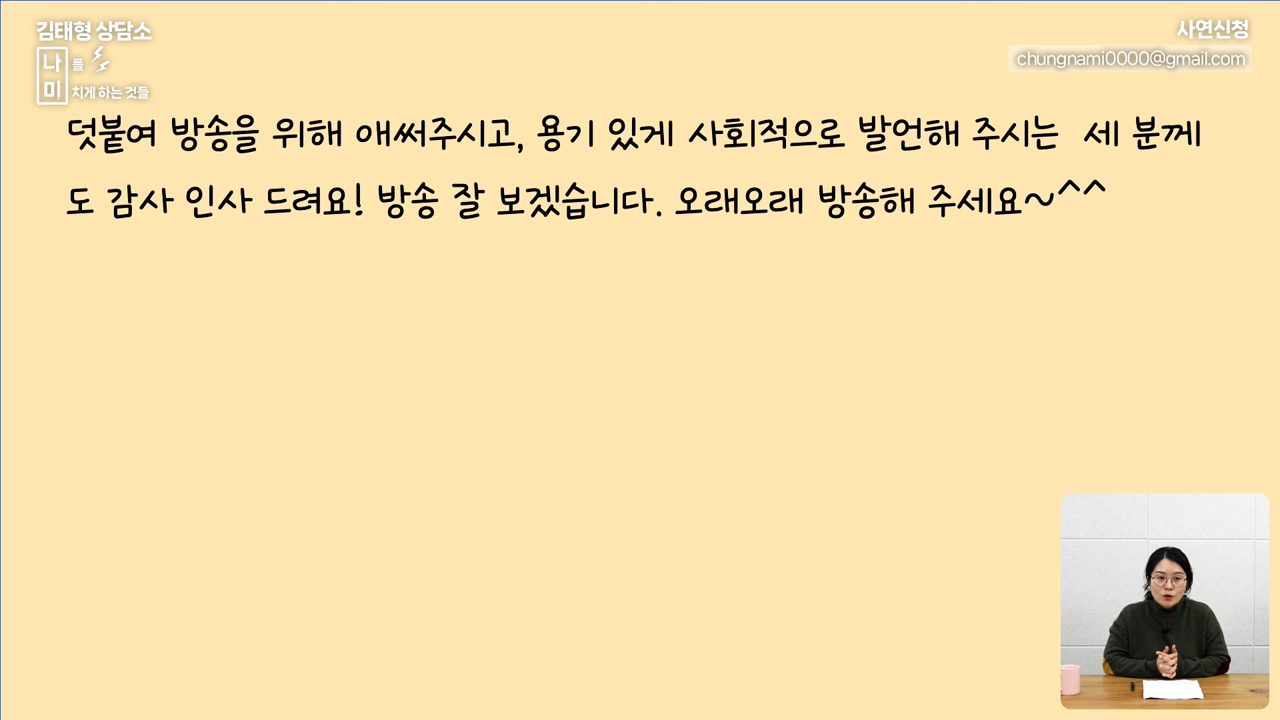 김태형 상담소
나를
미치게 하는 것들
사연신청
chungnami0000@gmail.com
덧붙여 방송을 위해 애써주시고, 용기 있게 사회적으로 발언해 주시는 세 분께
도 감사 인사 드려요! 방송 잘 보겠습니다. 오래오래 방송해 주세요~^^